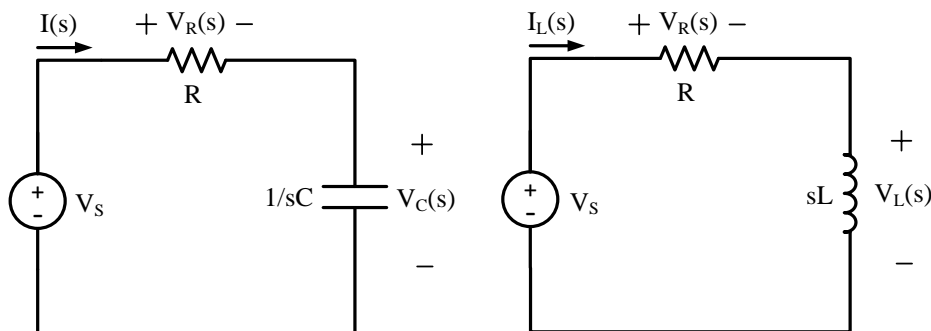 I(s)
+ V_R(s) −
R
+
-
V_S
1/sC
+
V_C(s)
−
I_L(s)
+ V_R(s) −
R
+
-
V_S
sL
+
V_L(s)
−